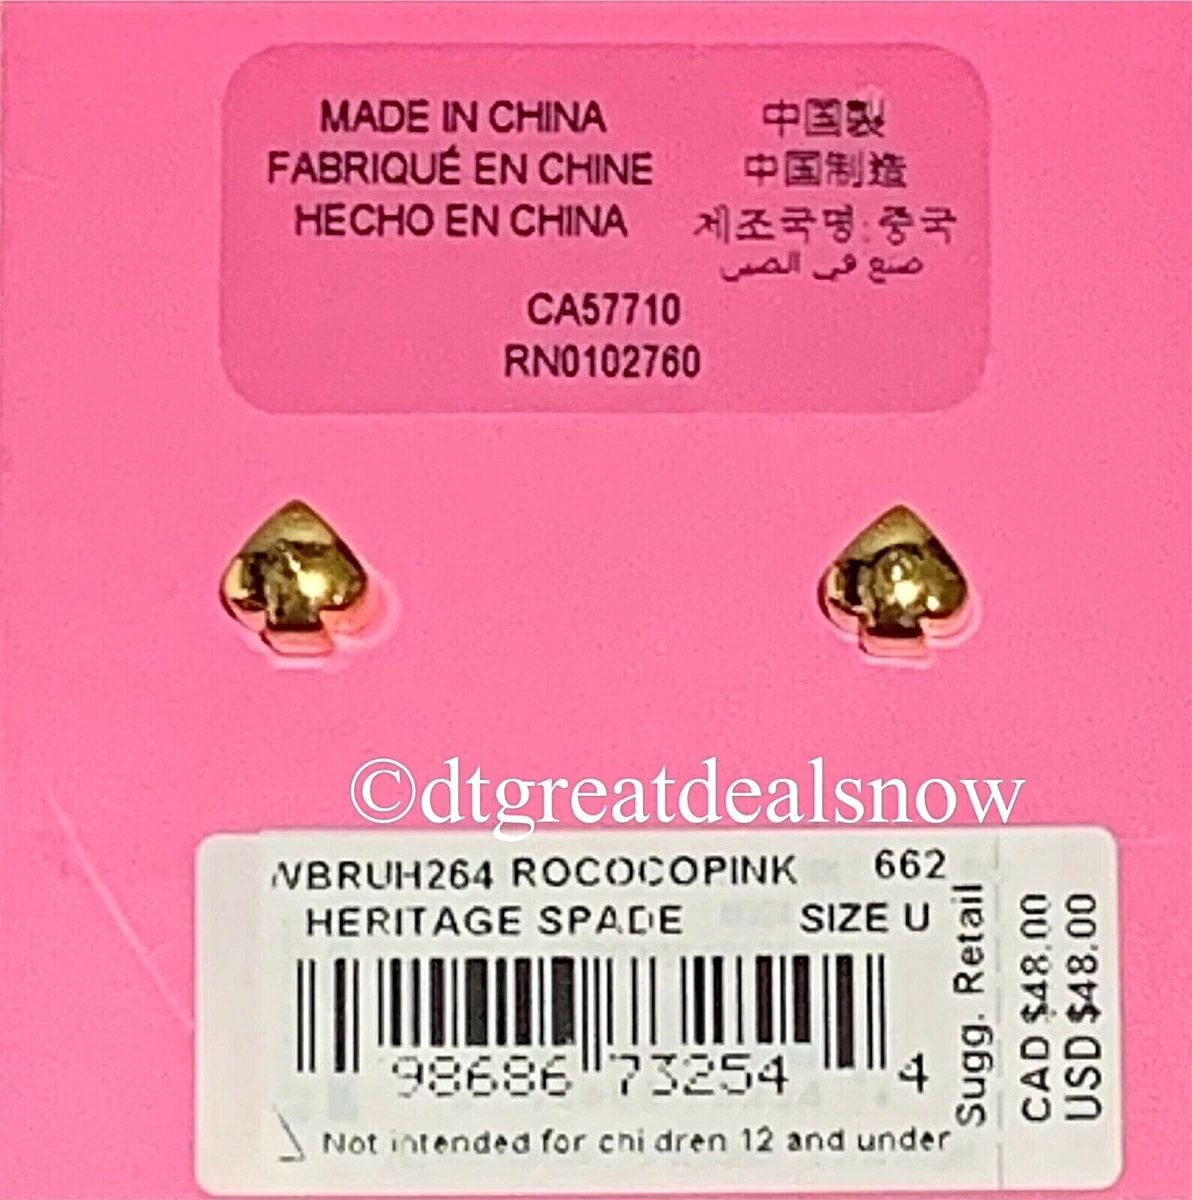 MADE IN CHINA
FABRIQUÉ EN CHINE
HECHO EN CHINA
中国製
中国制造
제조국명: 중국
صنع في الصين
CA57710
RN0102760
©dtgreatdealsnow
WBRUH264 ROCOCOPINK 662
HERITAGE SPADE SIZE U
98686 73254 4
Not intended for children 12 and under
Sugg. Retail
CAD $48.00
USD $48.00